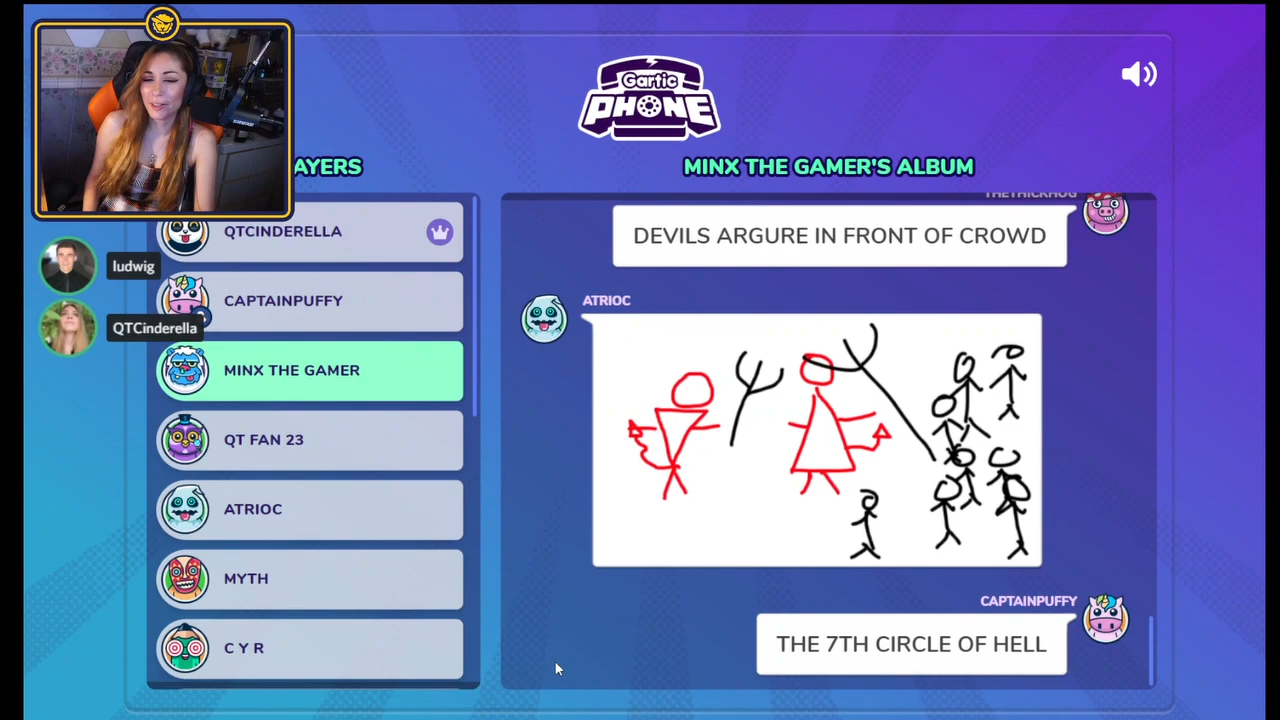 Gartic
PHONE
AYERS
MINX THE GAMER'S ALBUM
QTCINDERELLA
CAPTAINPUFFY
MINX THE GAMER
QT FAN 23
ATRIOC
MYTH
C Y R
ludwig
QTCinderella
THETHICKHOG
DEVILS ARGURE IN FRONT OF CROWD
ATRIOC
CAPTAINPUFFY
THE 7TH CIRCLE OF HELL